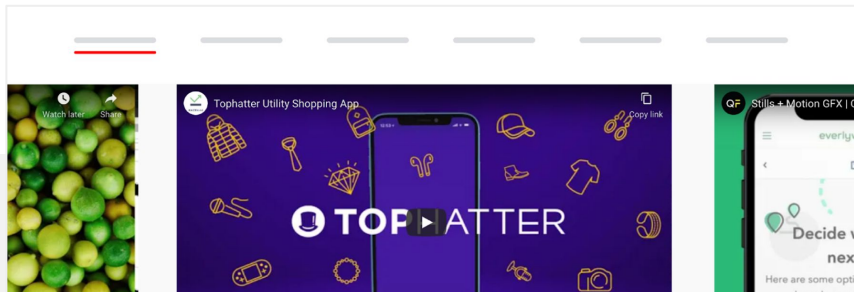 Watch later
Share
Tophatter Utility Shopping App
Copy link
TOPHATTER
QF
Stills + Motion GFX |
everly
Decide
nex
Here are some opti